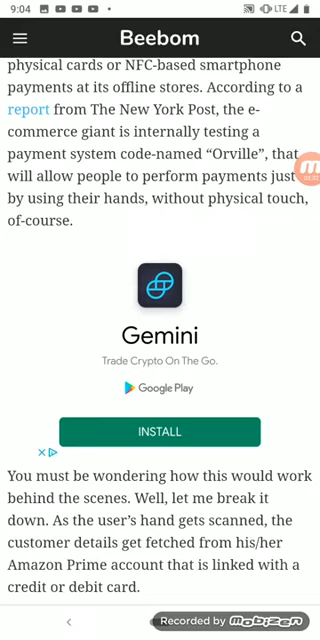 9:04 LTE
Beebom
physical cards or NFC-based smartphone
payments at its offline stores. According to a
report from The New York Post, the e-
commerce giant is internally testing a
payment system code-named “Orville”, that
will allow people to perform payments just
by using their hands, without physical touch,
of-course.
Gemini
Trade Crypto On The Go.
Google Play
INSTALL
You must be wondering how this would work
behind the scenes. Well, let me break it
down. As the user’s hand gets scanned, the
customer details get fetched from his/her
Amazon Prime account that is linked with a
credit or debit card.
Recorded by mobizen